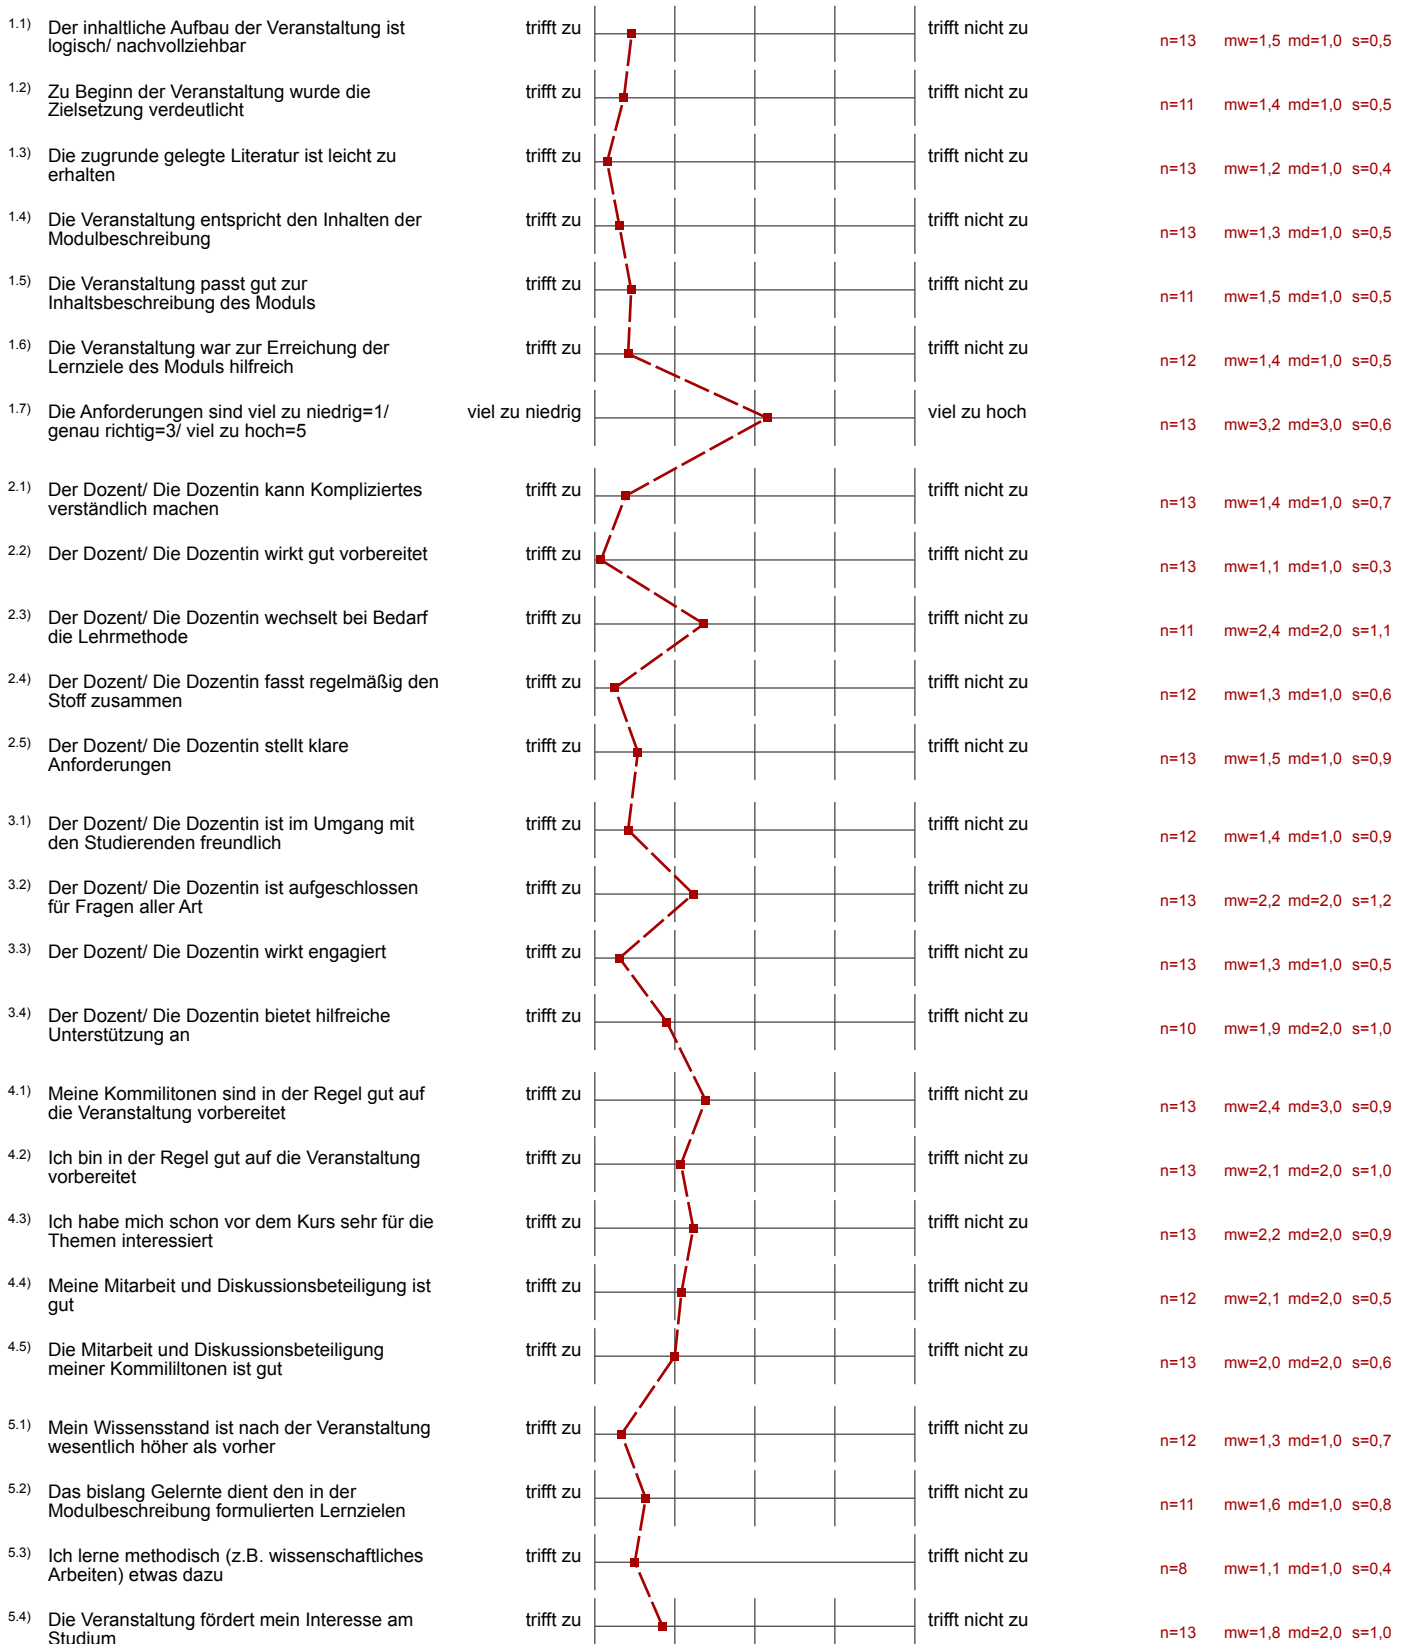 1.1) Der inhaltliche Aufbau der Veranstaltung ist trifft zu trifft nicht zu
logisch/ nachvollziehbar n=13 mw=1,5 md=1,0 s=0,5
1.2) Zu Beginn der Veranstaltung wurde die trifft zu trifft nicht zu
Zielsetzung verdeutlicht n=11 mw=1,4 md=1,0 s=0,5
1.3) Die zugrunde gelegte Literatur ist leicht zu trifft zu trifft nicht zu
erhalten n=13 mw=1,2 md=1,0 s=0,4
1.4) Die Veranstaltung entspricht den Inhalten der trifft zu trifft nicht zu
Modulbeschreibung n=13 mw=1,3 md=1,0 s=0,5
1.5) Die Veranstaltung passt gut zur trifft zu trifft nicht zu
Inhaltsbeschreibung des Moduls n=11 mw=1,5 md=1,0 s=0,5
1.6) Die Veranstaltung war zur Erreichung der trifft zu trifft nicht zu
Lernziele des Moduls hilfreich n=12 mw=1,4 md=1,0 s=0,5
1.7) Die Anforderungen sind viel zu niedrig=1/ viel zu niedrig viel zu hoch
genau richtig=3/ viel zu hoch=5 n=13 mw=3,2 md=3,0 s=0,6
2.1) Der Dozent/ Die Dozentin kann Kompliziertes trifft zu trifft nicht zu
verständlich machen n=13 mw=1,4 md=1,0 s=0,7
2.2) Der Dozent/ Die Dozentin wirkt gut vorbereitet trifft zu trifft nicht zu
n=13 mw=1,1 md=1,0 s=0,3
2.3) Der Dozent/ Die Dozentin wechselt bei Bedarf trifft zu trifft nicht zu
die Lehrmethode n=11 mw=2,4 md=2,0 s=1,1
2.4) Der Dozent/ Die Dozentin fasst regelmäßig den trifft zu trifft nicht zu
Stoff zusammen n=12 mw=1,3 md=1,0 s=0,6
2.5) Der Dozent/ Die Dozentin stellt klare trifft zu trifft nicht zu
Anforderungen n=13 mw=1,5 md=1,0 s=0,9
3.1) Der Dozent/ Die Dozentin ist im Umgang mit trifft zu trifft nicht zu
den Studierenden freundlich n=12 mw=1,4 md=1,0 s=0,9
3.2) Der Dozent/ Die Dozentin ist aufgeschlossen trifft zu trifft nicht zu
für Fragen aller Art n=13 mw=2,2 md=2,0 s=1,2
3.3) Der Dozent/ Die Dozentin wirkt engagiert trifft zu trifft nicht zu
n=13 mw=1,3 md=1,0 s=0,5
3.4) Der Dozent/ Die Dozentin bietet hilfreiche trifft zu trifft nicht zu
Unterstützung an n=10 mw=1,9 md=2,0 s=1,0
4.1) Meine Kommilitonen sind in der Regel gut auf trifft zu trifft nicht zu
die Veranstaltung vorbereitet n=13 mw=2,4 md=3,0 s=0,9
4.2) Ich bin in der Regel gut auf die Veranstaltung trifft zu trifft nicht zu
vorbereitet n=13 mw=2,1 md=2,0 s=1,0
4.3) Ich habe mich schon vor dem Kurs sehr für die trifft zu trifft nicht zu
Themen interessiert n=13 mw=2,2 md=2,0 s=0,9
4.4) Meine Mitarbeit und Diskussionsbeteiligung ist trifft zu trifft nicht zu
gut n=12 mw=2,1 md=2,0 s=0,5
4.5) Die Mitarbeit und Diskussionsbeteiligung trifft zu trifft nicht zu
meiner Kommililtonen ist gut n=13 mw=2,0 md=2,0 s=0,6
5.1) Mein Wissensstand ist nach der Veranstaltung trifft zu trifft nicht zu
wesentlich höher als vorher n=12 mw=1,3 md=1,0 s=0,7
5.2) Das bislang Gelernte dient den in der trifft zu trifft nicht zu
Modulbeschreibung formulierten Lernzielen n=11 mw=1,6 md=1,0 s=0,8
5.3) Ich lerne methodisch (z.B. wissenschaftliches trifft zu trifft nicht zu
Arbeiten) etwas dazu n=8 mw=1,1 md=1,0 s=0,4
5.4) Die Veranstaltung fördert mein Interesse am trifft zu trifft nicht zu
Studium n=13 mw=1,8 md=2,0 s=1,0